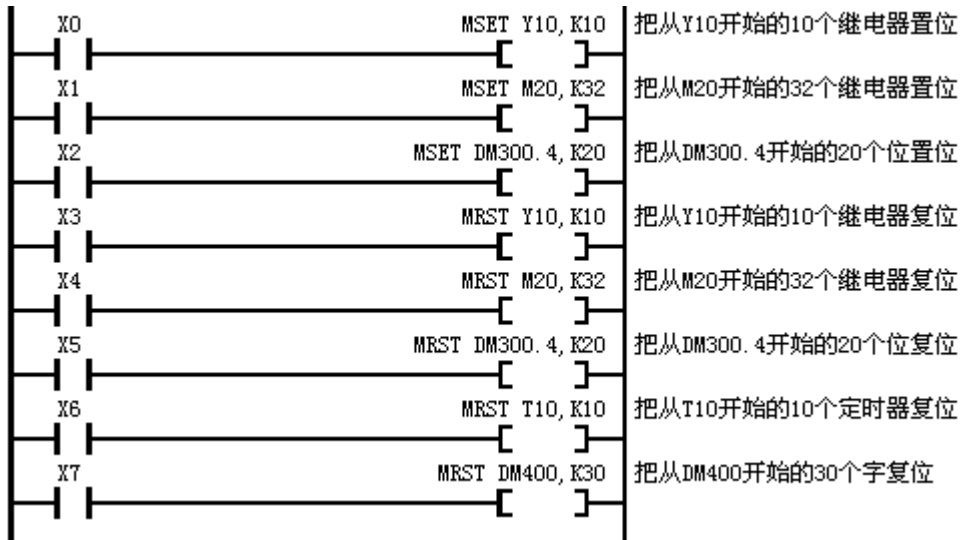 X0 MSET Y10,K10 把从Y10开始的10个继电器置位
X1 MSET M20,K32 把从M20开始的32个继电器置位
X2 MSET DM300.4,K20 把从DM300.4开始的20个位置位
X3 MRST Y10,K10 把从Y10开始的10个继电器复位
X4 MRST M20,K32 把从M20开始的32个继电器复位
X5 MRST DM300.4,K20 把从DM300.4开始的20个位复位
X6 MRST T10,K10 把从T10开始的10个定时器复位
X7 MRST DM400,K30 把从DM400开始的30个字复位